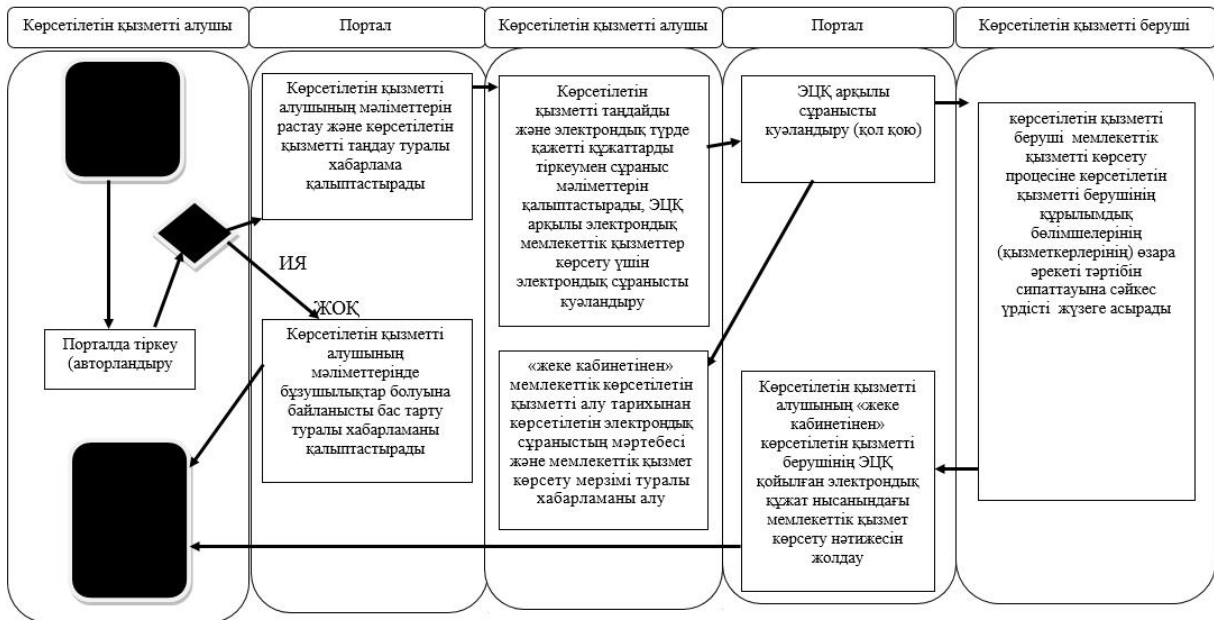 Көрсетілетін қызметті алушы
Портал
Көрсетілетін қызметті алушы
Портал
Көрсетілетін қызметті беруші
Көрсетілетін қызметті
алушының мәліметтерін
растау және көрсетілетін
қызметті таңдау туралы
хабарлама
қалыптастырады
Көрсетілетін
қызметті таңдайды
және электрондық түрде
қажетті құжаттарды
тіркеумен сұраныс
мәліметтерін
қалыптастырады, ЭЦҚ
арқылы электрондық
мемлекеттік қызметтер
көрсету үшін
электрондық сұранысты
куәландыру
ЭЦҚ арқылы
сұранысты
куәландыру (қол қою)
көрсетілетін қызметті
беруші мемлекеттік
қызметті көрсету
процесіне көрсетілетін
қызметті берушінің
құрылымдық
бөлімшелерінің
(қызметкерлерінің) өзара
әрекеті тәртібін
сипаттауына сәйкес
үрдісті жүзеге асырады
ИЯ
ЖОҚ
Порталда тіркеу
(авторландыру
Көрсетілетін қызметті
алушының
мәліметтерінде
бұзушылықтар болуына
байланысты бас тарту
туралы хабарламаны
қалыптастырады
«жеке кабинетінен»
мемлекеттік көрсетілетін
қызметті алу тарихынан
көрсетілетін электрондық
сұраныстың мәртебесі
және мемлекеттік қызмет
көрсету мерзімі туралы
хабарламаны алу
Көрсетілетін қызметті
алушының «жеке
кабинетінен»
көрсетілетін қызметті
берушінің ЭЦҚ
қойылған электрондық
құжат нысанындағы
мемлекеттік қызмет
көрсету нәтижесін
жолдау